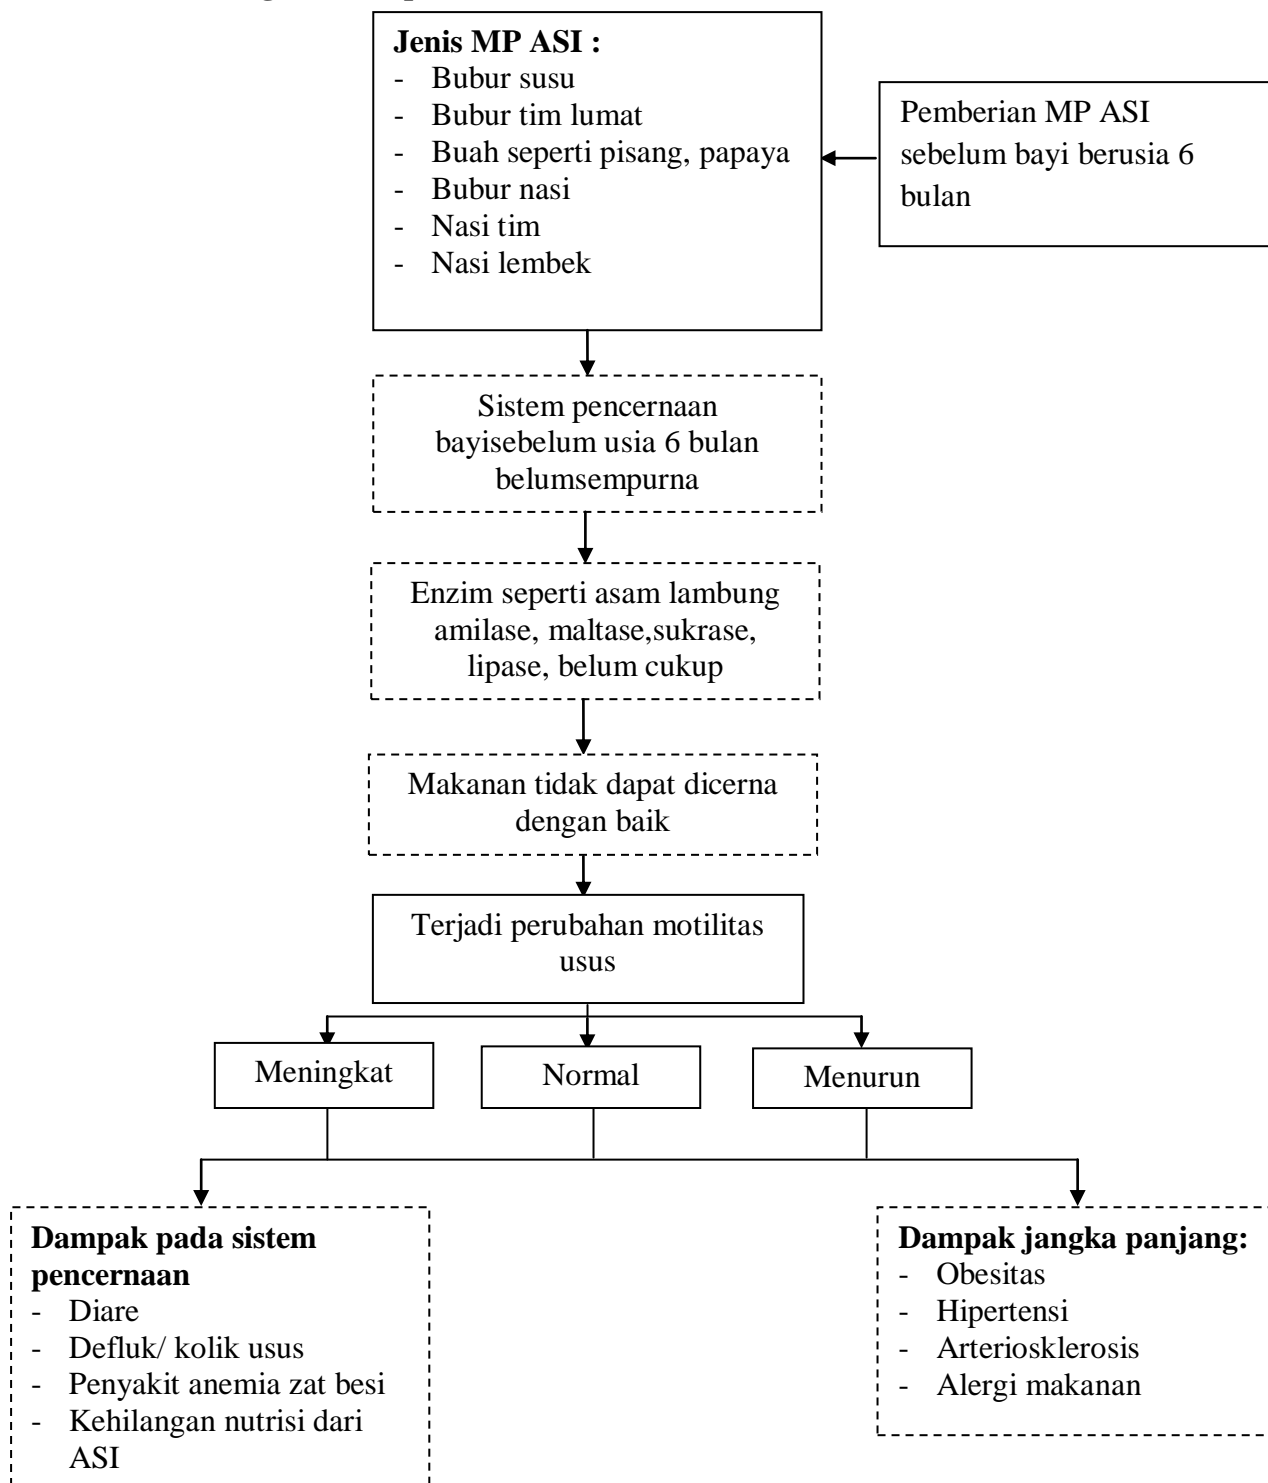 Jenis MP ASI :
- Bubur susu
- Bubur tim lumat
- Buah seperti pisang, papaya
- Bubur nasi
- Nasi tim
- Nasi lembek
Pemberian MP ASI
sebelum bayi berusia 6
bulan
Sistem pencernaan
bayisebelum usia 6 bulan
belumsempurna
Enzim seperti asam lambung
amilase, maltase,sukrase,
lipase, belum cukup
Makanan tidak dapat dicerna
dengan baik
Terjadi perubahan motilitas
usus
Meningkat
Normal
Menurun
Dampak pada sistem
pencernaan
- Diare
- Defluk/ kolik usus
- Penyakit anemia zat besi
- Kehilangan nutrisi dari
ASI
Dampak jangka panjang:
- Obesitas
- Hipertensi
- Arteriosklerosis
- Alergi makanan